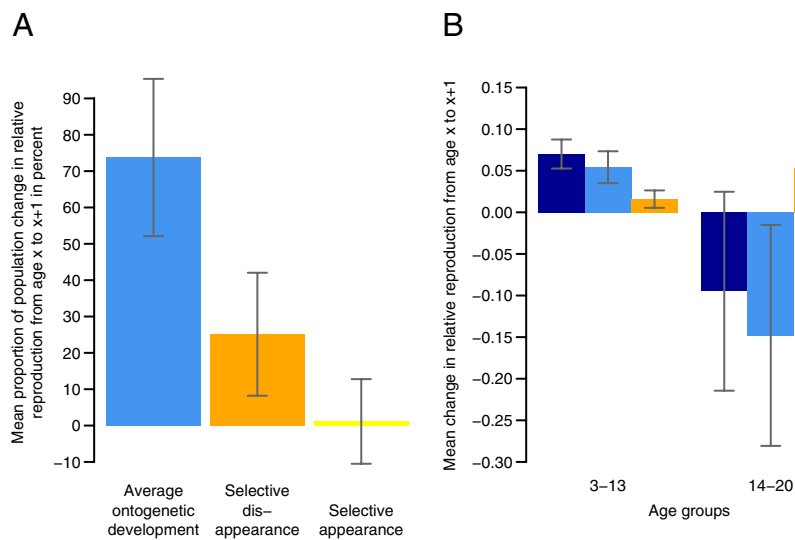 A
Mean proportion of population change in relative
reproduction from age x to x+1 in percent
90
80
70
60
50
40
30
20
10
0
−10
Average
ontogenetic
development
Selective
dis−
appearance
Selective
appearance
B
Mean change in relative reproduction from age x to x+1
0.15
0.10
0.05
0.00
−0.05
−0.10
−0.15
−0.20
−0.25
−0.30
3−13
14−20
Age groups